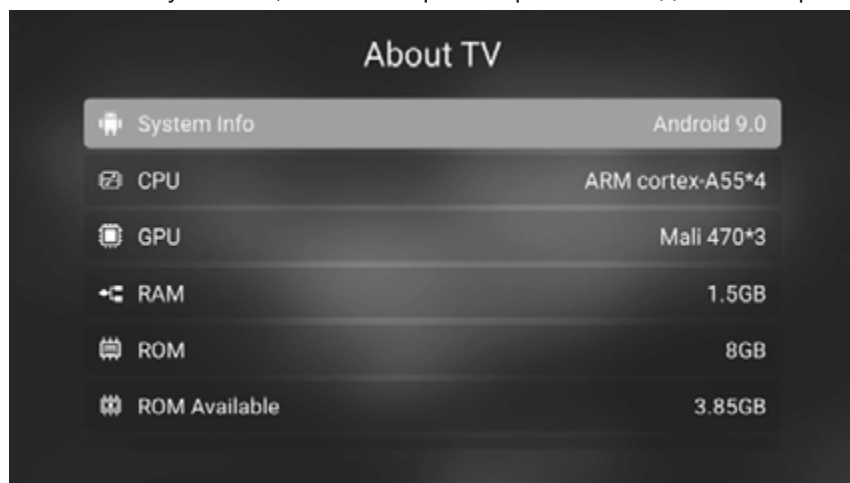 About TV
System Info Android 9.0
CPU ARM cortex-A55*4
GPU Mali 470*3
RAM 1.5GB
ROM 8GB
ROM Available 3.85GB